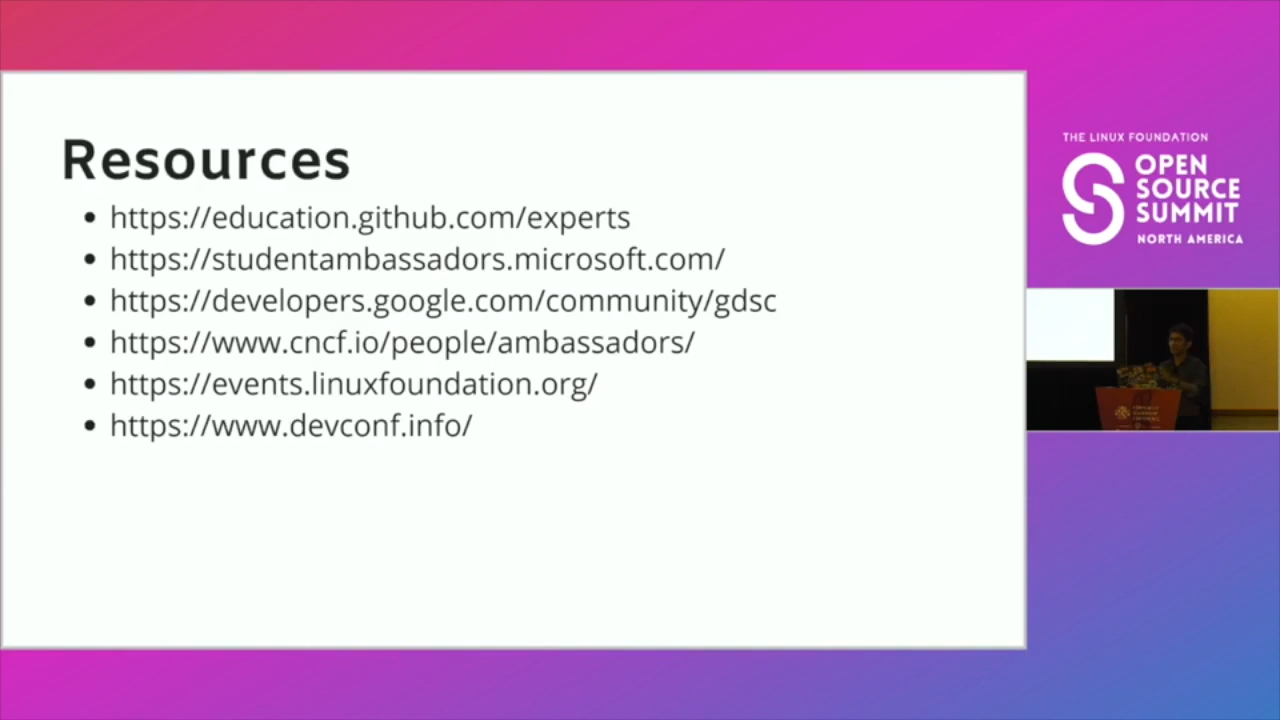 Resources
https://education.github.com/experts
https://studentambassadors.microsoft.com/
https://developers.google.com/community/gdsc
https://www.cncf.io/people/ambassadors/
https://events.linuxfoundation.org/
https://www.devconf.info/
THE LINUX FOUNDATION
OPEN
SOURCE
SUMMIT
NORTH AMERICA